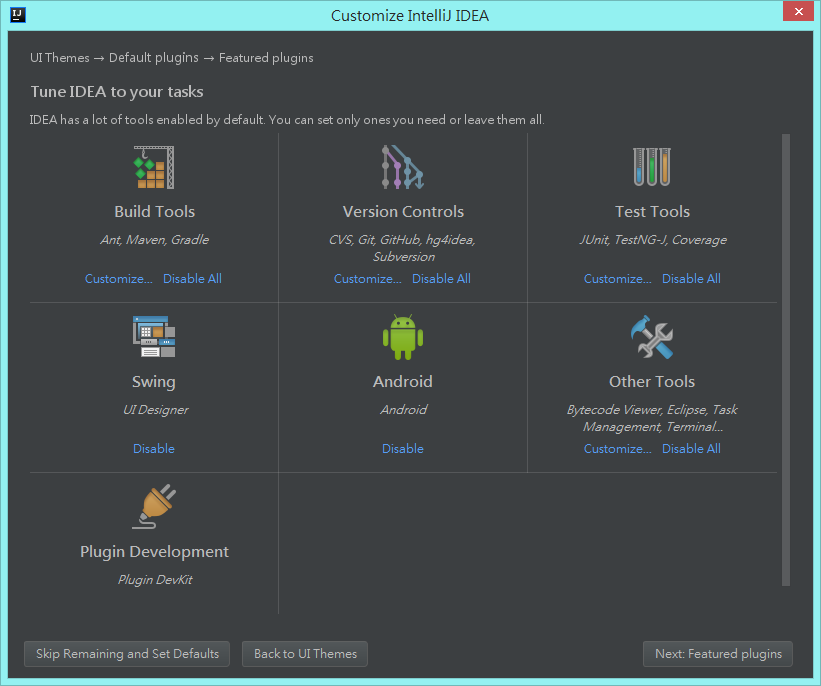 IJ
Customize IntelliJ IDEA
UI Themes → Default plugins → Featured plugins
Tune IDEA to your tasks
IDEA has a lot of tools enabled by default. You can set only ones you need or leave them all.
Build Tools
Ant, Maven, Gradle
Customize... Disable All
Version Controls
CVS, Git, GitHub, hg4idea,
Subversion
Customize... Disable All
Test Tools
JUnit, TestNG-J, Coverage
Customize... Disable All
Swing
UI Designer
Disable
Android
Android
Disable
Other Tools
Bytecode Viewer, Eclipse, Task
Management, Terminal...
Customize... Disable All
Plugin Development
Plugin DevKit
Skip Remaining and Set Defaults
Back to UI Themes
Next: Featured plugins